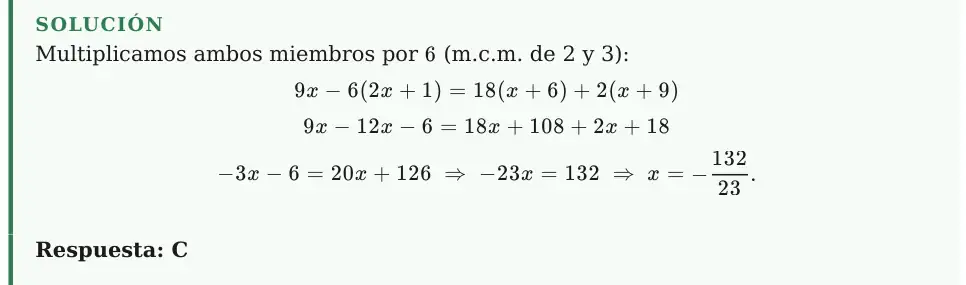 SOLUCIÓN
Multiplicamos ambos miembros por 6 (m.c.m. de 2 y 3):
9x − 6(2x + 1) = 18(x + 6) + 2(x + 9)
9x − 12x − 6 = 18x + 108 + 2x + 18
−3x − 6 = 20x + 126 ⇒ −23x = 132 ⇒ x = −132/23.
Respuesta: C